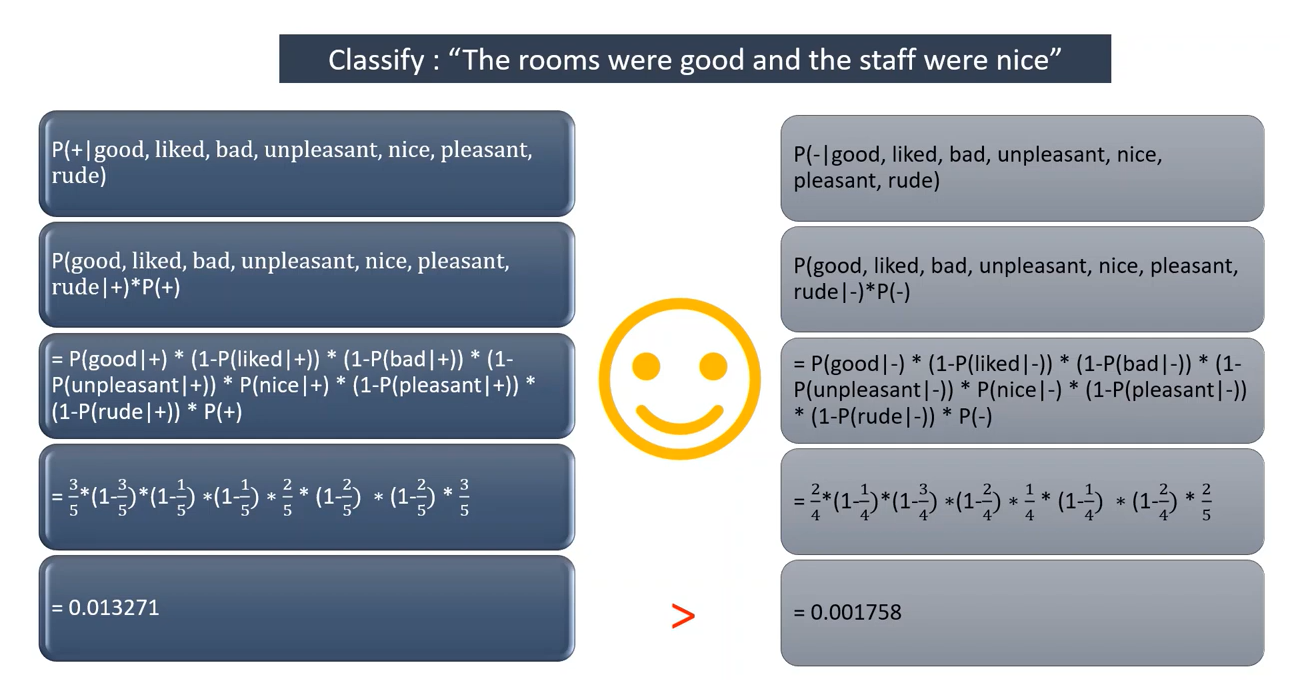 Classify : “The rooms were good and the staff were nice”
P(+|good, liked, bad, unpleasant, nice, pleasant,
rude)
P(good, liked, bad, unpleasant, nice, pleasant,
rude|+)*P(+)
= P(good|+) * (1-P(liked|+)) * (1-P(bad|+)) * (1-
P(unpleasant|+)) * P(nice|+) * (1-P(pleasant|+)) *
(1-P(rude|+)) * P(+)
= 3/5*(1-3/5)*(1-1/5) *(1-1/5) * 2/5 * (1-2/5) * (1-2/5) * 3/5
= 0.013271
>
P(-|good, liked, bad, unpleasant, nice,
pleasant, rude)
P(good, liked, bad, unpleasant, nice, pleasant,
rude|-)*P(-)
= P(good|-) * (1-P(liked|-)) * (1-P(bad|-)) * (1-
P(unpleasant|-)) * P(nice|-) * (1-P(pleasant|-))
* (1-P(rude|-)) * P(-)
= 2/4*(1-1/4)*(1-3/4) *(1-2/4) * 1/4 * (1-1/4) * (1-2/4) * 2/5
= 0.001758